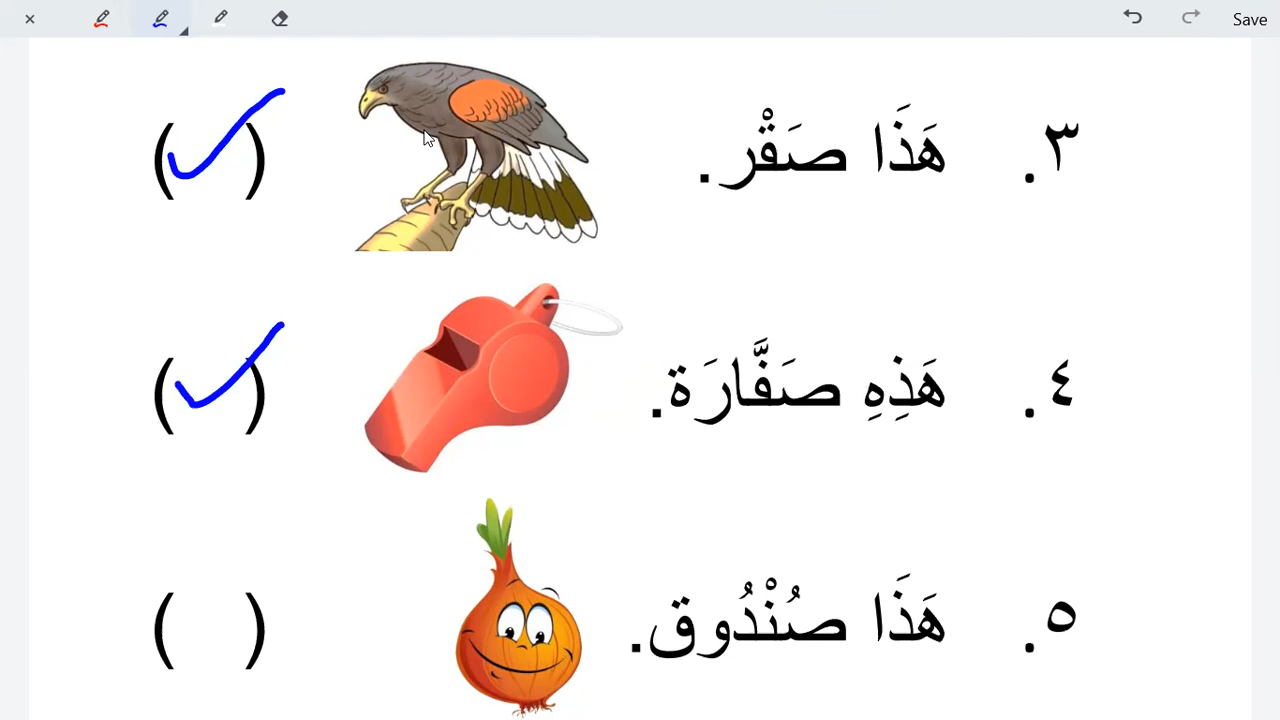 Save
٣. هَذَا صَقْر.
( )
٤. هَذِهِ صَفَّارَة.
( )
٥. هَذَا صُنْدُوق.
( )